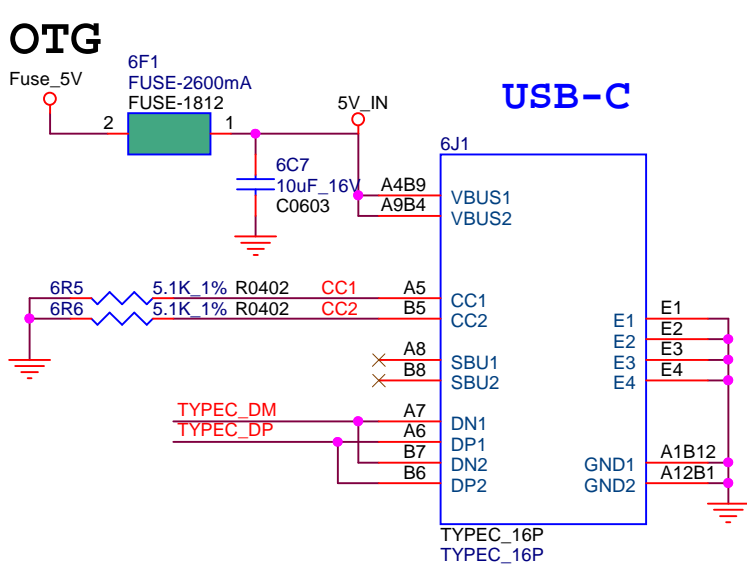 OTG
Fuse_5V
6F1
FUSE-2600mA
FUSE-1812
2
1
5V_IN
USB-C
6J1
6C7
10uF_16V
C0603
A4B9
VBUS1
A9B4
VBUS2
6R5
5.1K_1%
R0402
CC1
A5
CC1
6R6
5.1K_1%
R0402
CC2
B5
CC2
A8
SBU1
B8
SBU2
E1
E1
E2
E2
E3
E3
E4
E4
TYPEC_DM
A7
DN1
TYPEC_DP
A6
DP1
B7
DN2
B6
DP2
GND1
A1B12
GND2
A12B1
TYPEC_16P
TYPEC_16P